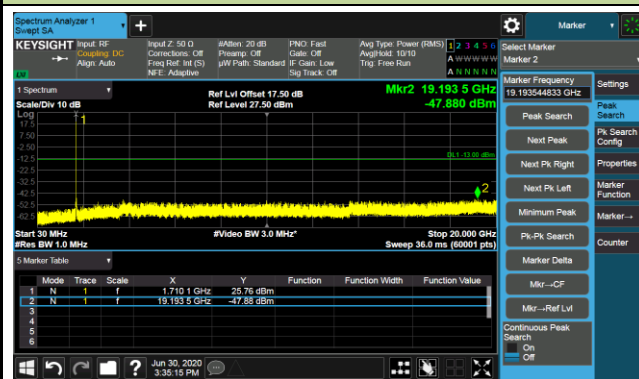 Spectrum Analyzer 1
Swept SA
Marker
KEYSIGHT
Input: RF
Coupling: DC
Align: Auto
Input Z: 50 Ω
Corrections: Off
Freq Ref: Int (S)
NFE: Adaptive
#Atten: 20 dB
Preamp: Off
µW Path: Standard
PNO: Fast
Gate: Off
IF Gain: Low
Sig Track: Off
Avg Type: Power (RMS)
Avg|Hold: 10/10
Trig: Free Run
1 2 3 4 5 6
A W W W W W
A N N N N N
LXI
Select Marker
Marker 2
1 Spectrum
Scale/Div 10 dB
Log
Ref Lvl Offset 17.50 dB
Ref Level 27.50 dBm
Mkr2 19.193 5 GHz
-47.880 dBm
17.5
7.50
-2.50
-12.5
-22.5
-32.5
-42.5
-52.5
-62.5
1
DL1 -13.00 dBm
2
Start 30 MHz
#Res BW 1.0 MHz
#Video BW 3.0 MHz*
Stop 20.000 GHz
Sweep 36.0 ms (60001 pts)
5 Marker Table
Mode Trace Scale X Y Function Function Width Function Value
1 N 1 f 1.710 1 GHz 25.76 dBm
2 N 1 f 19.193 5 GHz -47.88 dBm
3
4
5
6
Marker Frequency
19.193544833 GHz
Peak Search
Next Peak
Next Pk Right
Next Pk Left
Minimum Peak
Pk-Pk Search
Marker Delta
Mkr→CF
Mkr→Ref Lvl
Continuous Peak
Search
On
Off
Settings
Peak
Search
Pk Search
Config
Properties
Marker
Function
Marker→
Counter
?
Jun 30, 2020
3:35:15 PM